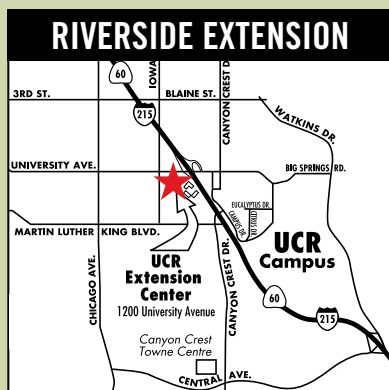 RIVERSIDE EXTENSION
60
IOWA
CANYON CREST D
3RD ST.
BLAINE ST.
215
WATKINS DR.
UNIVERSITY AVE.
BIG SPRINGS RD.
EUCALYPTUS DR.
CAMPUS DR.
MARTIN LUTHER KING BLVD.
UCR
Campus
UCR
Extension
Center
1200 University Avenue
CHICAGO AVE.
CANYON CREST DR.
60
215
Canyon Crest
Towne Centre
CENTRAL AVE.